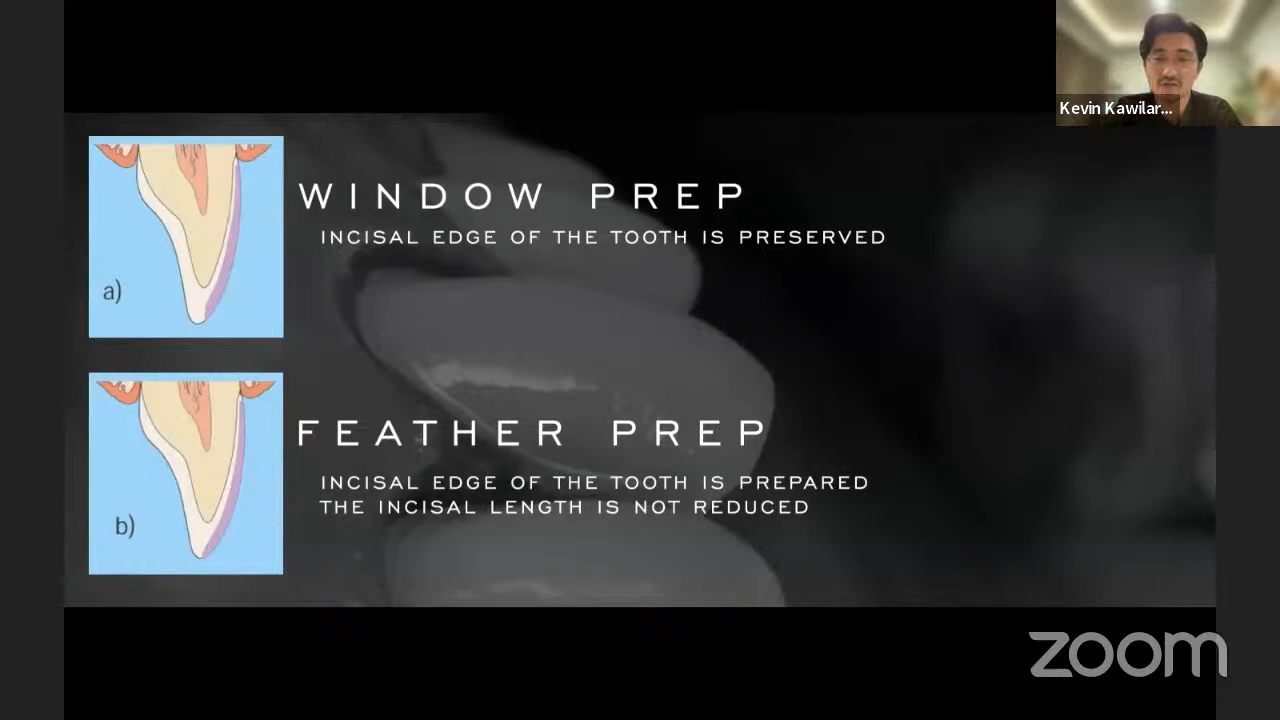 Kevin Kawilar...
a)
WINDOW PREP
INCISAL EDGE OF THE TOOTH IS PRESERVED
b)
FEATHER PREP
INCISAL EDGE OF THE TOOTH IS PREPARED
THE INCISAL LENGTH IS NOT REDUCED
zoom